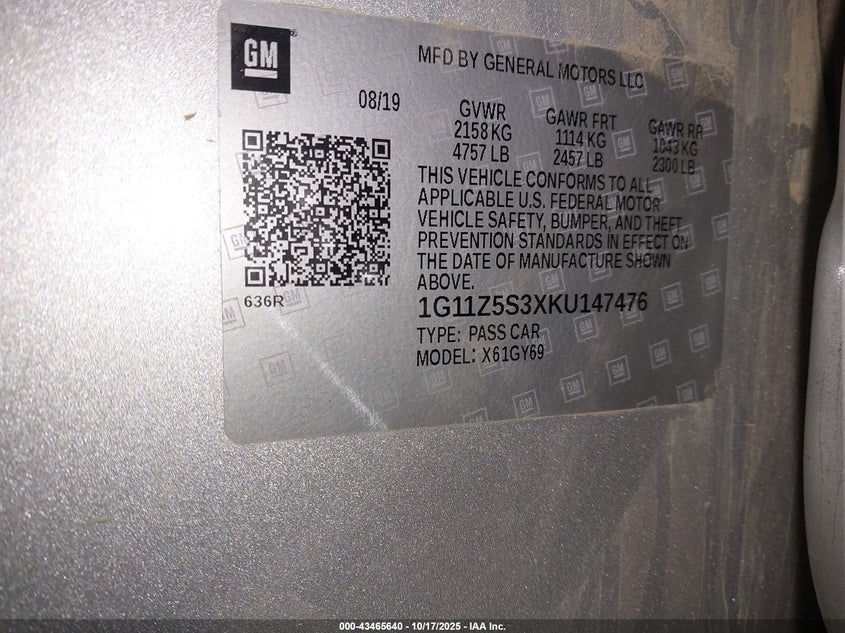 GM
MFD BY GENERAL MOTORS LLC
08/19
GVWR
2158 KG
4757 LB
GAWR FRT
1114 KG
2457 LB
GAWR RR
1043 KG
2300 LB
THIS VEHICLE CONFORMS TO ALL
APPLICABLE U.S. FEDERAL MOTOR
VEHICLE SAFETY, BUMPER, AND THEFT
PREVENTION STANDARDS IN EFFECT ON
THE DATE OF MANUFACTURE SHOWN
ABOVE.
636R
1G11Z5S3XKU147476
TYPE: PASS CAR
MODEL: X61GY69
000-43465640 - 10/17/2025 - IAA Inc.